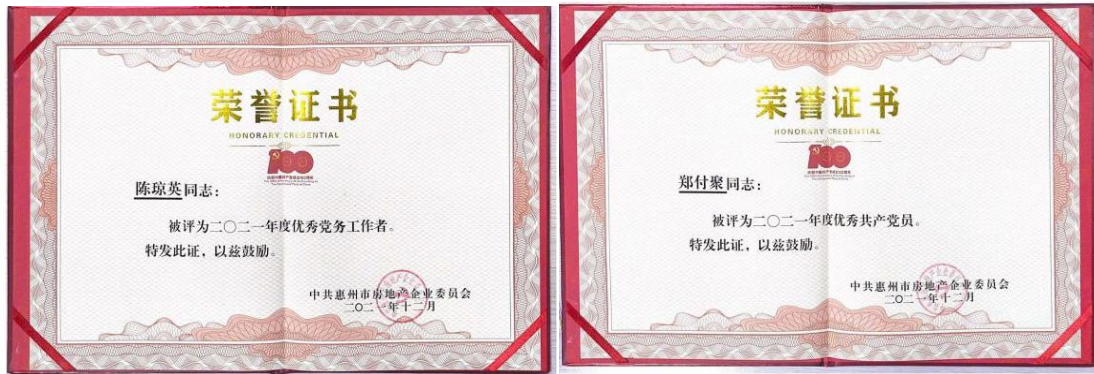 荣誉证书
HONORARY CREDENTIAL
100
陈琼英同志：
被评为二〇二一年度优秀党务工作者。
特发此证，以兹鼓励。
中共惠州市房地产企业委员会
二〇二一年十二月
荣誉证书
HONORARY CREDENTIAL
100
郑付聚同志：
被评为二〇二一年度优秀共产党员。
特发此证，以兹鼓励。
中共惠州市房地产企业委员会
二〇二一年十二月